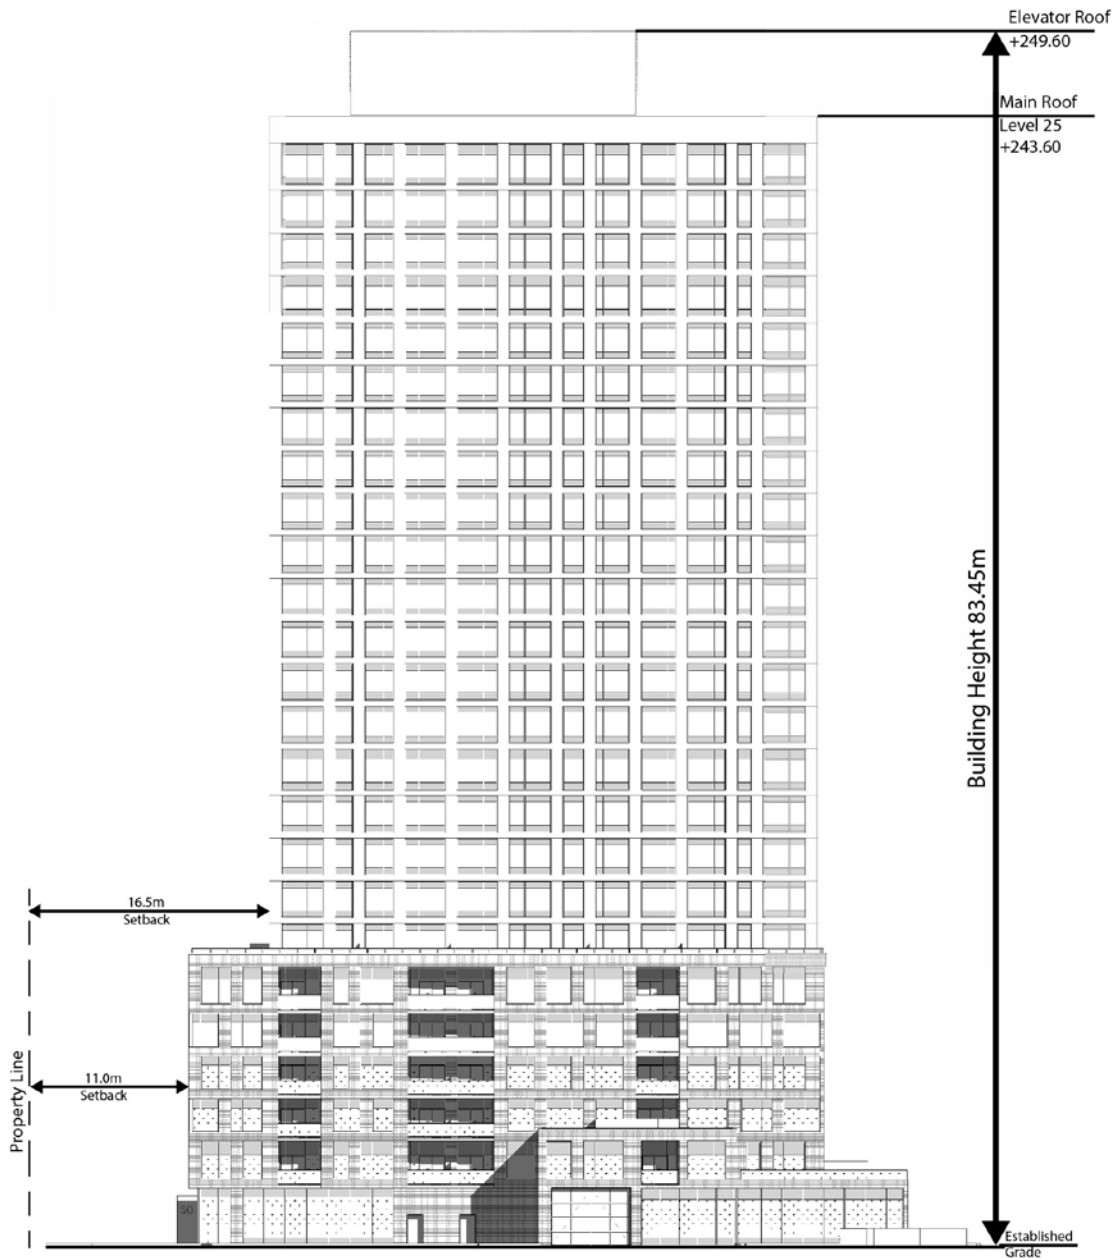 Elevator Roof
+249.60
Main Roof
Level 25
+243.60
Building Height 83.45m
16.5m
Setback
11.0m
Setback
Property Line
Established
Grade